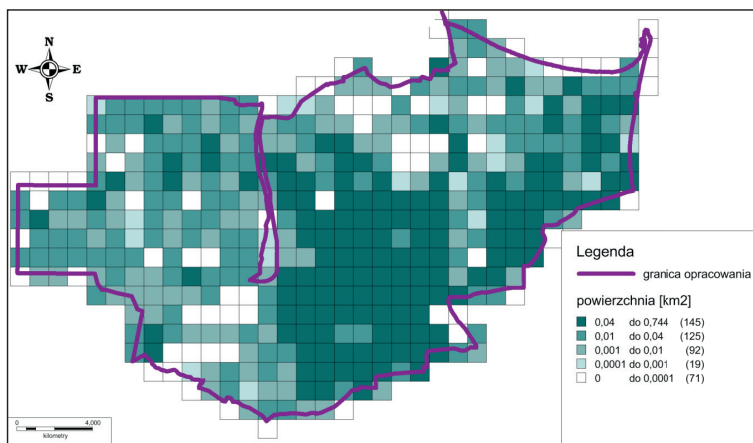 N
W E
S
Legenda
granica opracowania
powierzchnia [km2]
0,04 do 0,744 (145)
0,01 do 0,04 (125)
0,001 do 0,01 (92)
0,0001 do 0,001 (19)
0 do 0,0001 (71)
0 4,000
kilometry